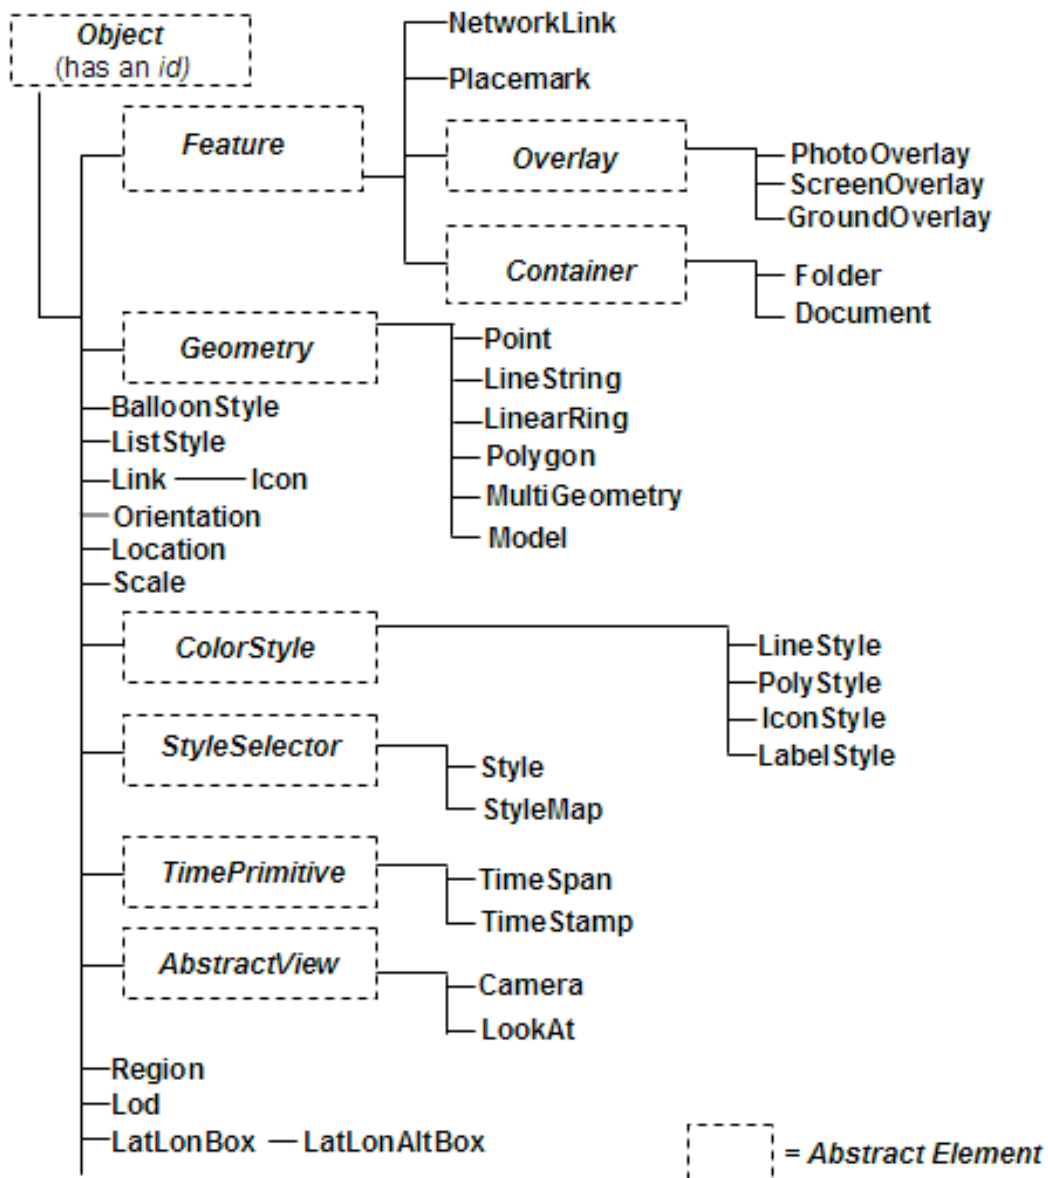 Object
(has an id)
NetworkLink
Placemark
Feature
Overlay
PhotoOverlay
ScreenOverlay
GroundOverlay
Container
Folder
Document
Geometry
Point
LineString
LinearRing
Polygon
MultiGeometry
Model
BalloonStyle
ListStyle
Link Icon
Orientation
Location
Scale
ColorStyle
LineStyle
PolyStyle
IconStyle
LabelStyle
StyleSelector
Style
StyleMap
TimePrimitive
TimeSpan
TimeStamp
AbstractView
Camera
LookAt
Region
Lod
LatLonBox LatLonAltBox
= Abstract Element